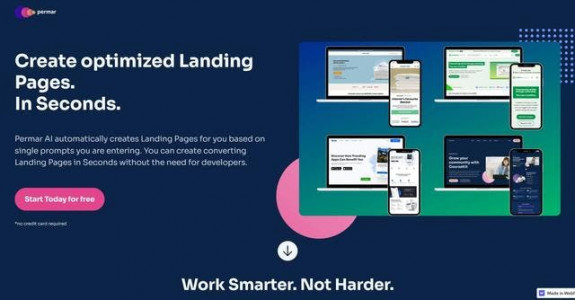 permar
Create optimized Landing
Pages.
In Seconds.
Permar AI automatically creates Landing Pages for you based on
single prompts you are entering. You can create converting
Landing Pages in Seconds without the need for developers.
Start Today for free
*no credit card required
Work Smarter. Not Harder.
Made in Webf